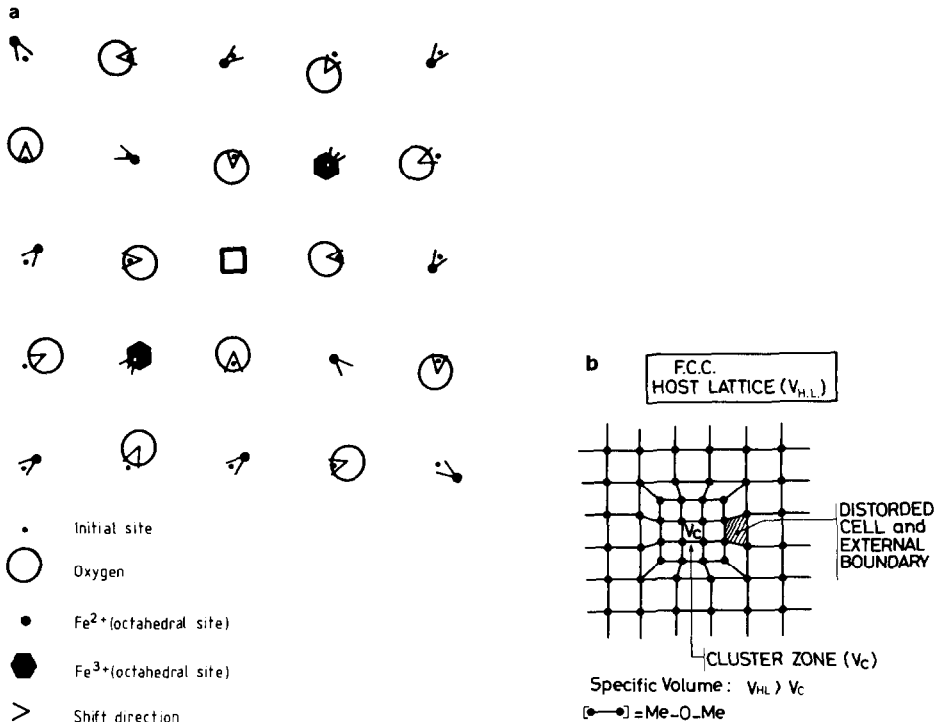 a
Initial site
Oxygen
Fe2+(octahedral site)
Fe3+(octahedral site)
Shift direction
b
F.C.C.
HOST LATTICE (VH.L.)
VC
DISTORDED
CELL and
EXTERNAL
BOUNDARY
CLUSTER ZONE (VC)
Specific Volume: VHL > VC
[●—●] = Me-O-Me